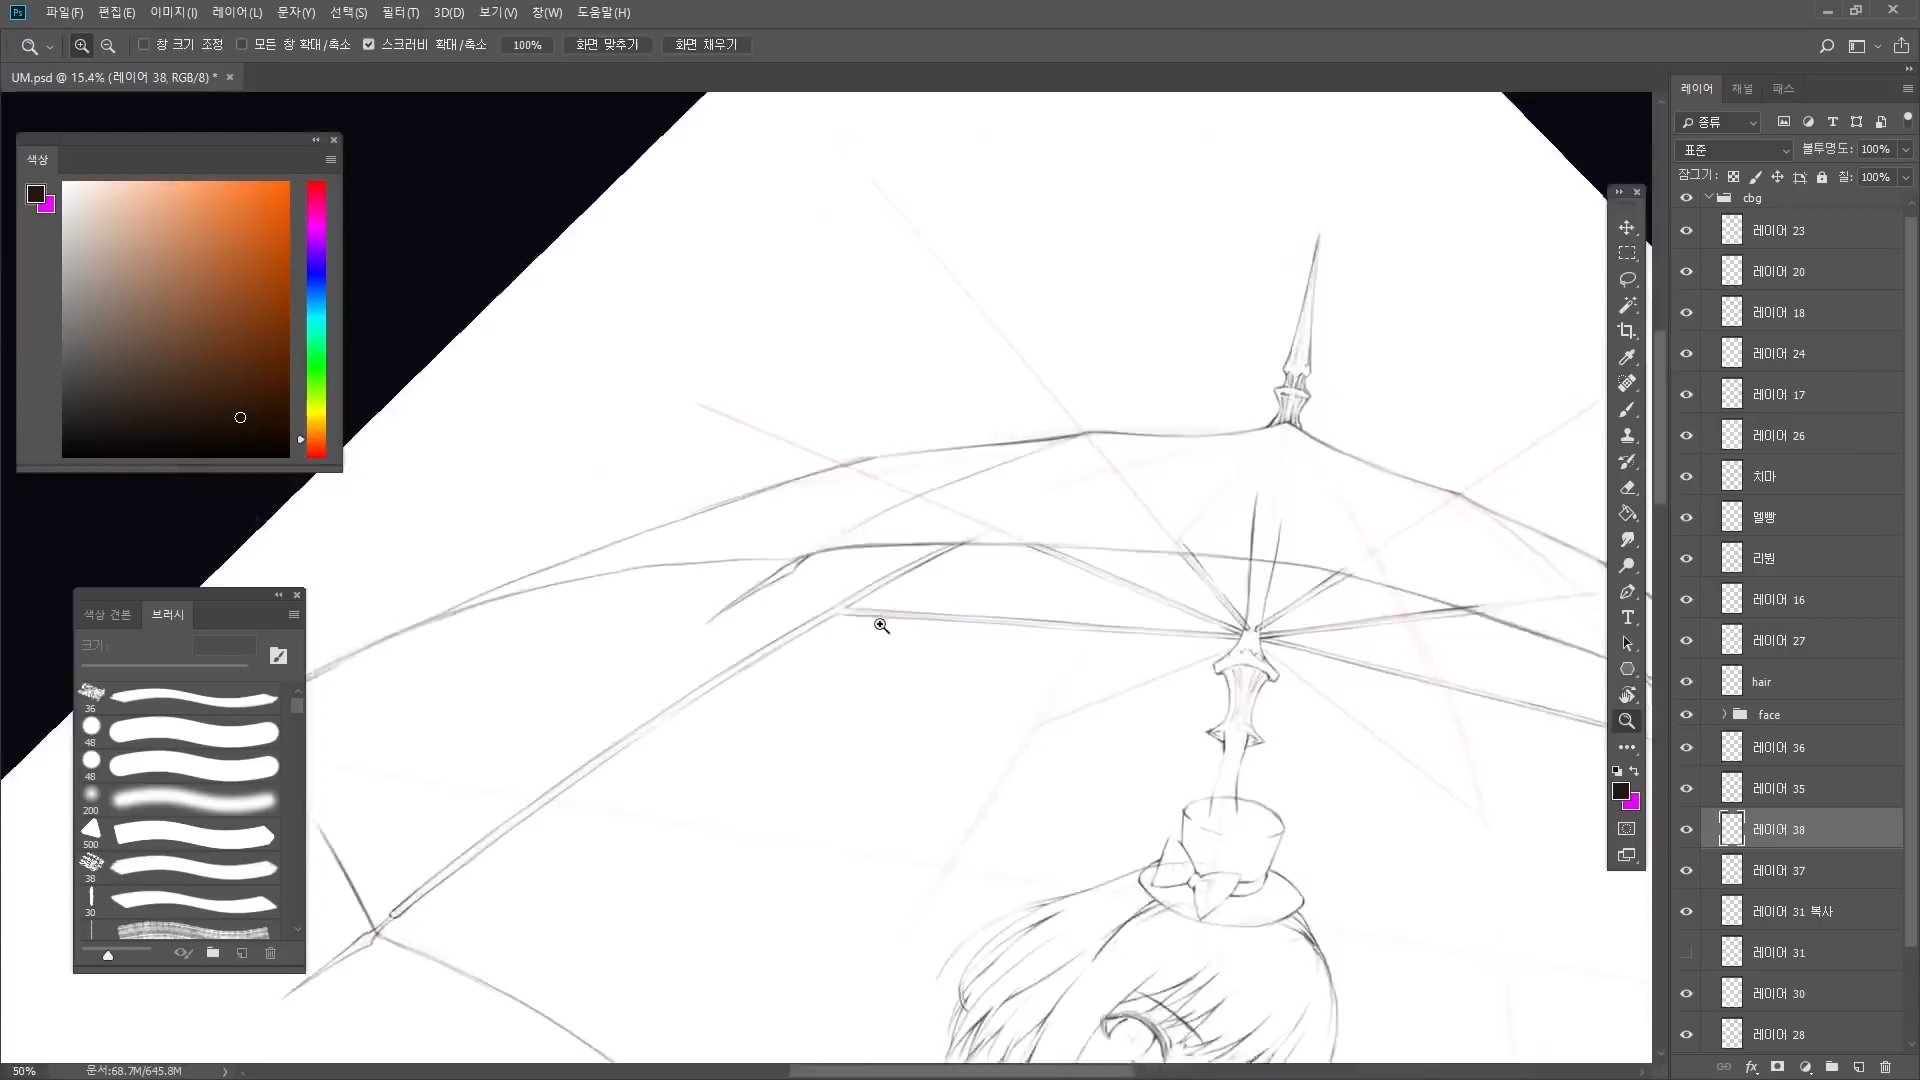 Ps 파일(F) 편집(E) 이미지(I) 레이어(L) 문자(Y) 선택(S) 필터(T) 3D(D) 보기(V) 창(W) 도움말(H)
창 크기 조정 모든 창 확대/축소 스크러비 확대/축소 100% 화면 맞추기 화면 채우기
UM.psd @ 15.4% (레이어 38, RGB/8) *
색상
색상 견본 브러시
크기:
36
48
48
200
500
38
30
레이어 채널 패스
종류
표준 불투명도: 100%
잠그기: 칠: 100%
cbg
레이어 23
레이어 20
레이어 18
레이어 24
레이어 17
레이어 26
치마
멜빵
리뷘
레이어 16
레이어 27
hair
face
레이어 36
레이어 35
레이어 38
레이어 37
레이어 31 복사
레이어 31
레이어 30
레이어 28
fx
50% 문서:68.7M/645.8M